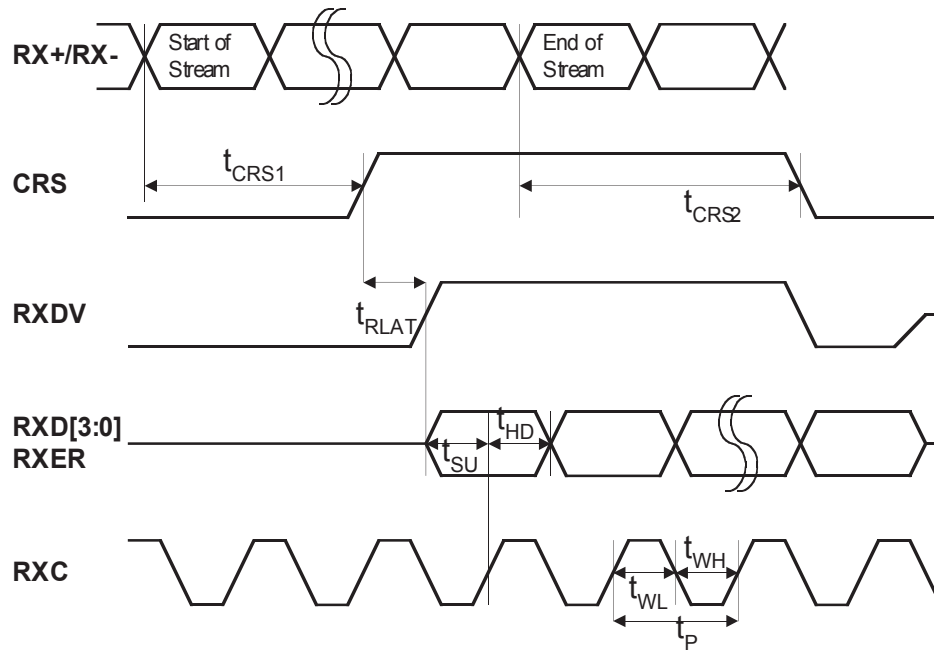 RX+/RX-
Start of
Stream
End of
Stream
CRS
tCRS1
tCRS2
RXDV
tRLAT
RXD[3:0]
RXER
tSU
tHD
RXC
tWL
tWH
tP